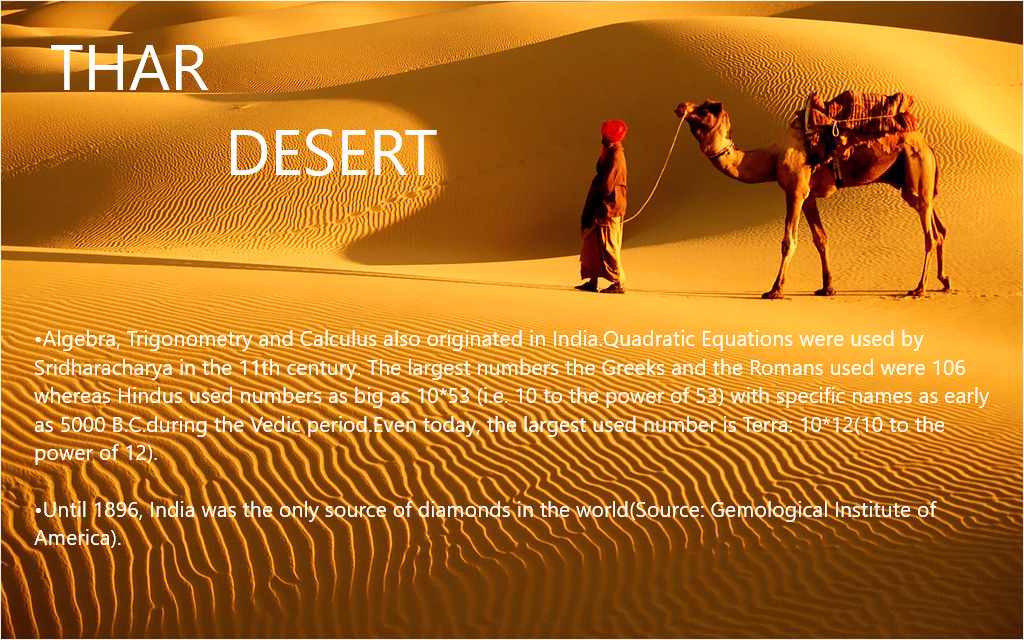 THAR
DESERT
•Algebra, Trigonometry and Calculus also originated in India.Quadratic Equations were used by
Sridharacharya in the 11th century. The largest numbers the Greeks and the Romans used were 106
whereas Hindus used numbers as big as 10*53 (i.e. 10 to the power of 53) with specific names as early
as 5000 B.C.during the Vedic period.Even today, the largest used number is Terra: 10*12(10 to the
power of 12).
•Until 1896, India was the only source of diamonds in the world(Source: Gemological Institute of
America).